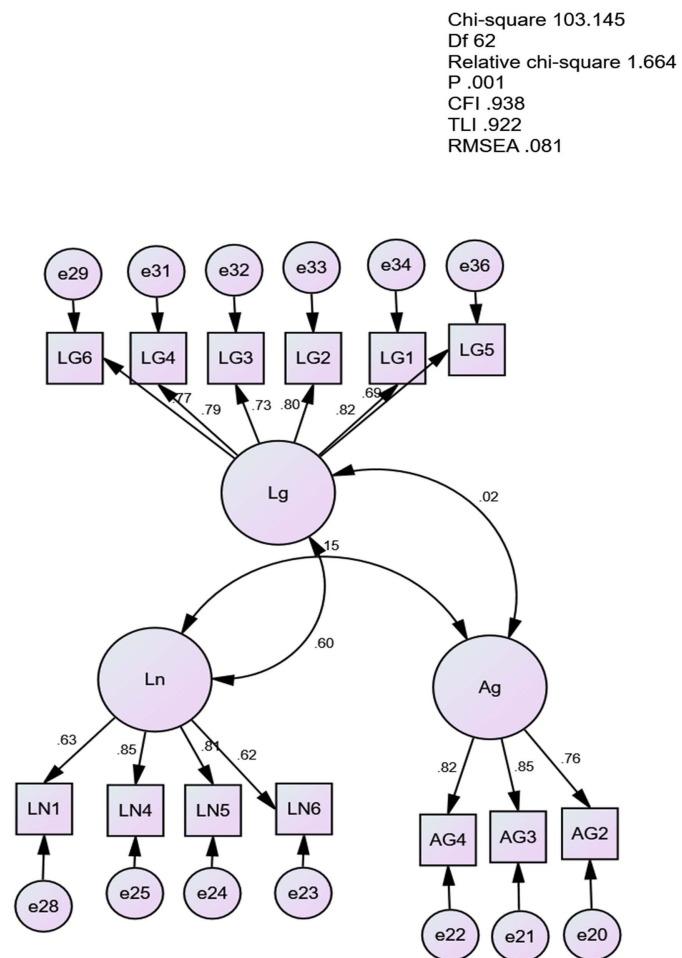 Chi-square 103.145
Df 62
Relative chi-square 1.664
P .001
CFI .938
TLI .922
RMSEA .081
e29 e31 e32 e33 e34 e36
LG6 LG4 LG3 LG2 LG1 LG5
.77 .79 .73 .80 .82 .69
Lg
.02
.15
.60
Ln Ag
.63 .85 .81 .62 .82 .85 .76
LN1 LN4 LN5 LN6 AG4 AG3 AG2
e28 e25 e24 e23 e22 e21 e20